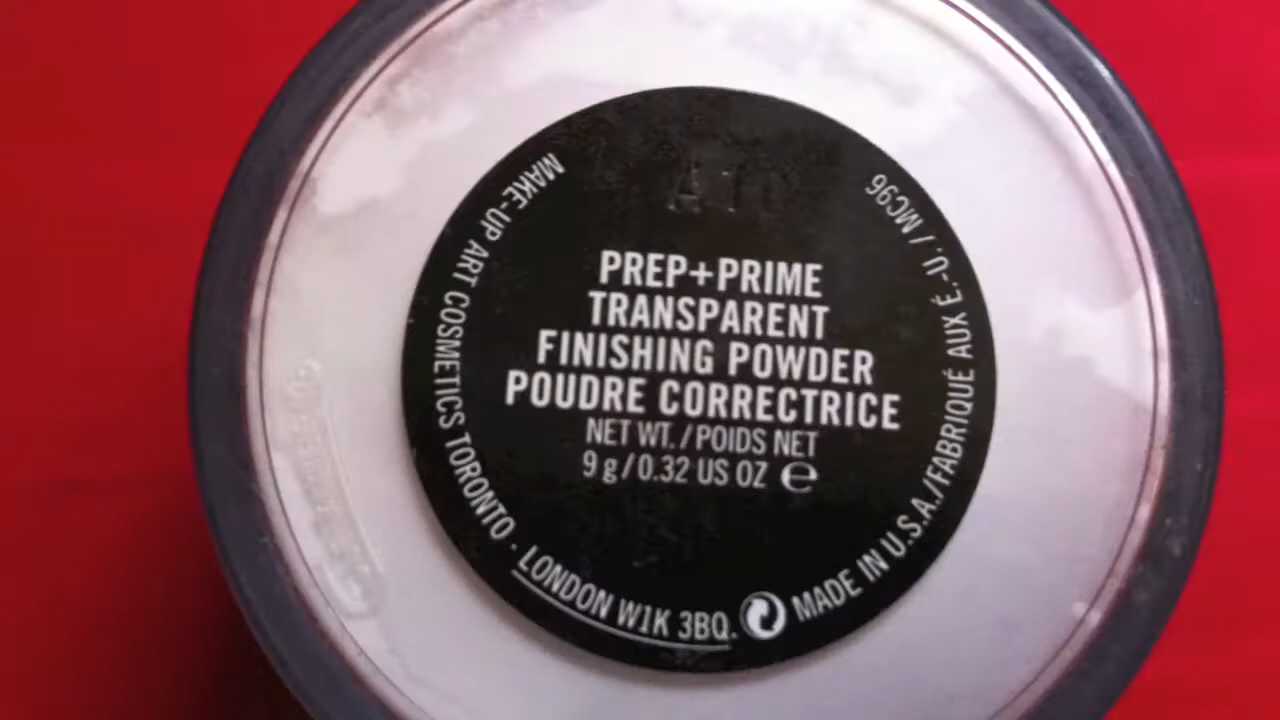 PREP+PRIME
TRANSPARENT
FINISHING POWDER
POUDRE CORRECTRICE
NET WT. / POIDS NET
9 g / 0.32 US OZ ℮
MAKE-UP ART COSMETICS TORONTO · LONDON W1K 3BQ.
MADE IN U.S.A./FABRIQUÉ AUX É.-U. / MC96